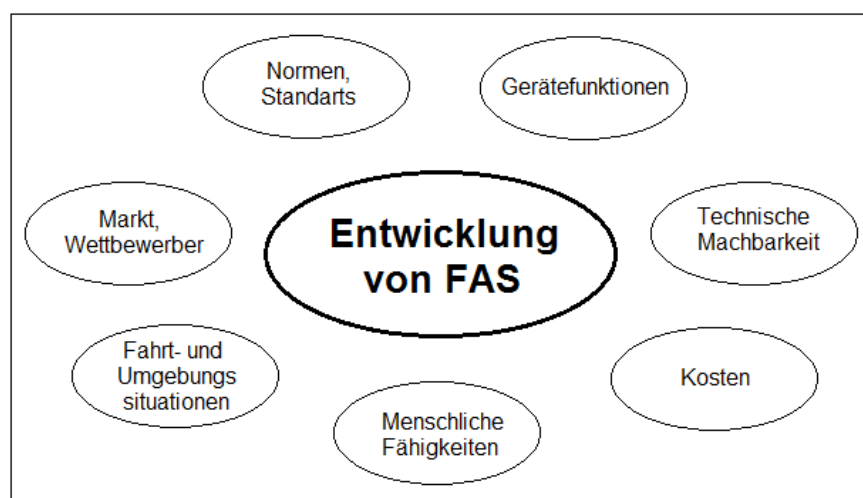 Normen,
Standarts
Gerätefunktionen
Markt,
Wettbewerber
Entwicklung
von FAS
Technische
Machbarkeit
Fahrt- und
Umgebungs
situationen
Menschliche
Fähigkeiten
Kosten